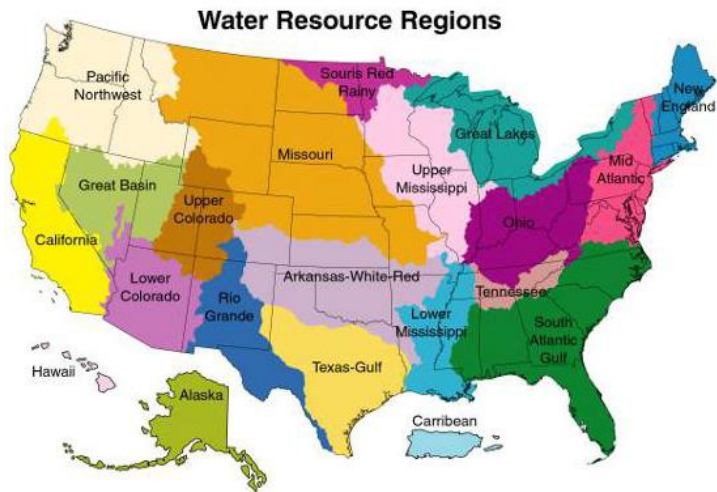 Water Resource Regions
Pacific
Northwest
Souris Red
Rainy
New
England
Great Lakes
Missouri
Upper
Mississippi
Mid
Atlantic
Great Basin
Upper
Colorado
Ohio
California
Lower
Colorado
Rio
Grande
Arkansas-White-Red
Tennessee
Lower
Mississippi
South
Atlantic
Gulf
Texas-Gulf
Hawaii
Alaska
Carribean